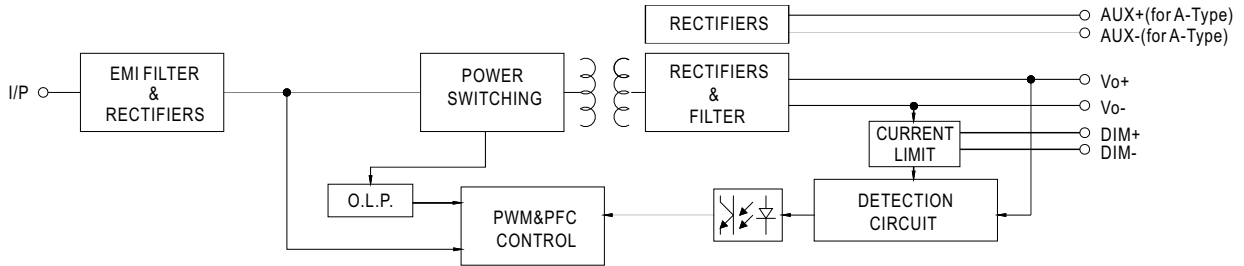 RECTIFIERS
AUX+(for A-Type)
AUX-(for A-Type)
I/P
EMI FILTER
&
RECTIFIERS
POWER
SWITCHING
RECTIFIERS
&
FILTER
Vo+
Vo-
CURRENT
LIMIT
DIM+
DIM-
O.L.P.
PWM&PFC
CONTROL
DETECTION
CIRCUIT